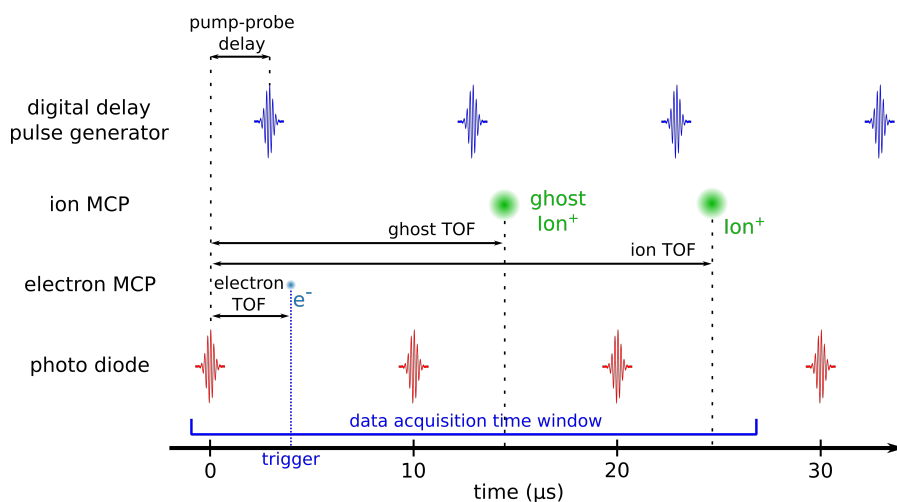 pump-probe
delay
digital delay
pulse generator
ion MCP
ghost
Ion⁺
Ion⁺
ghost TOF
ion TOF
electron MCP
electron
TOF
e⁻
photo diode
data acquisition time window
trigger
0
10
20
30
time (µs)